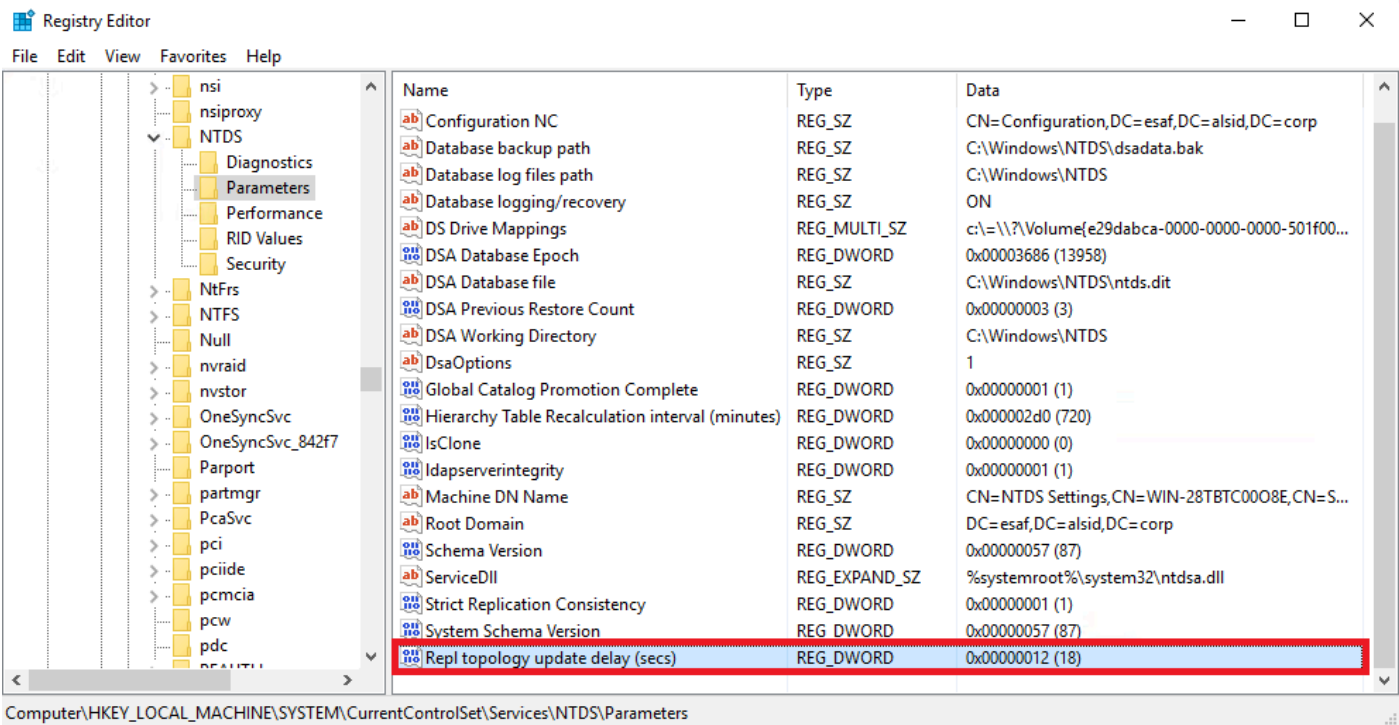 Registry Editor
File Edit View Favorites Help
nsi
nsiproxy
NTDS
Diagnostics
Parameters
Performance
RID Values
Security
NtFrs
NTFS
Null
nvraid
nvstor
OneSyncSvc
OneSyncSvc_842f7
Parport
partmgr
PcaSvc
pci
pciide
pcmcia
pcw
pdc
Name Type Data
Configuration NC REG_SZ CN=Configuration,DC=esaf,DC=alsid,DC=corp
Database backup path REG_SZ C:\Windows\NTDS\dsadata.bak
Database log files path REG_SZ C:\Windows\NTDS
Database logging/recovery REG_SZ ON
DS Drive Mappings REG_MULTI_SZ c:\=\\?\Volume{e29dabca-0000-0000-0000-501f00...
DSA Database Epoch REG_DWORD 0x00003686 (13958)
DSA Database file REG_SZ C:\Windows\NTDS\ntds.dit
DSA Previous Restore Count REG_DWORD 0x00000003 (3)
DSA Working Directory REG_SZ C:\Windows\NTDS
DsaOptions REG_SZ 1
Global Catalog Promotion Complete REG_DWORD 0x00000001 (1)
Hierarchy Table Recalculation interval (minutes) REG_DWORD 0x000002d0 (720)
IsClone REG_DWORD 0x00000000 (0)
ldapserverintegrity REG_DWORD 0x00000001 (1)
Machine DN Name REG_SZ CN=NTDS Settings,CN=WIN-28TBTC00O8E,CN=S...
Root Domain REG_SZ DC=esaf,DC=alsid,DC=corp
Schema Version REG_DWORD 0x00000057 (87)
ServiceDll REG_EXPAND_SZ %systemroot%\system32\ntdsa.dll
Strict Replication Consistency REG_DWORD 0x00000001 (1)
System Schema Version REG_DWORD 0x00000057 (87)
Repl topology update delay (secs) REG_DWORD 0x00000012 (18)
Computer\HKEY_LOCAL_MACHINE\SYSTEM\CurrentControlSet\Services\NTDS\Parameters